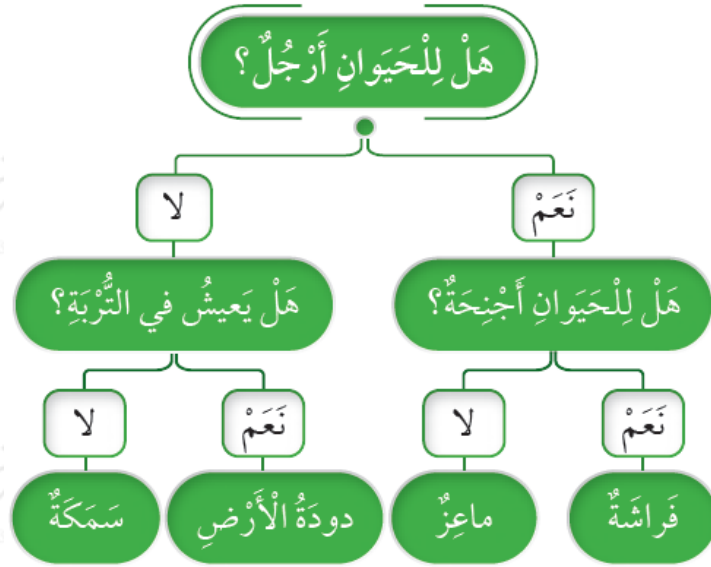 هَلْ لِلْحَيَوانِ أَرْجُلٌ؟
نَعَمْ
لا
هَلْ لِلْحَيَوانِ أَجْنِحَةٌ؟
هَلْ يَعيشُ في التُّرْبَةِ؟
نَعَمْ
لا
نَعَمْ
لا
فَراشَةٌ
ماعِزٌ
دودَةُ الْأَرْضِ
سَمَكَةٌ